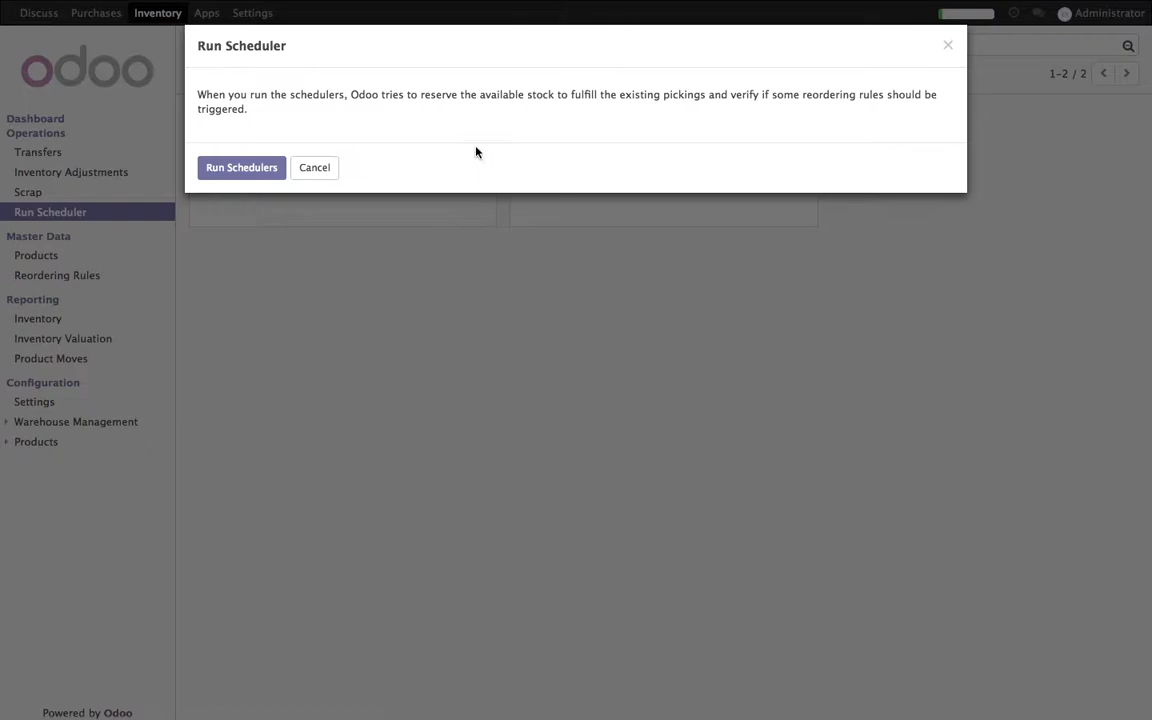 Discuss Purchases Inventory Apps Settings Administrator
Run Scheduler
odoo
1-2 / 2
When you run the schedulers, Odoo tries to reserve the available stock to fulfill the existing pickings and verify if some reordering rules should be
triggered.
Run Schedulers Cancel
Dashboard
Operations
Transfers
Inventory Adjustments
Scrap
Run Scheduler
Master Data
Products
Reordering Rules
Reporting
Inventory
Inventory Valuation
Product Moves
Configuration
Settings
Warehouse Management
Products
Powered by Odoo